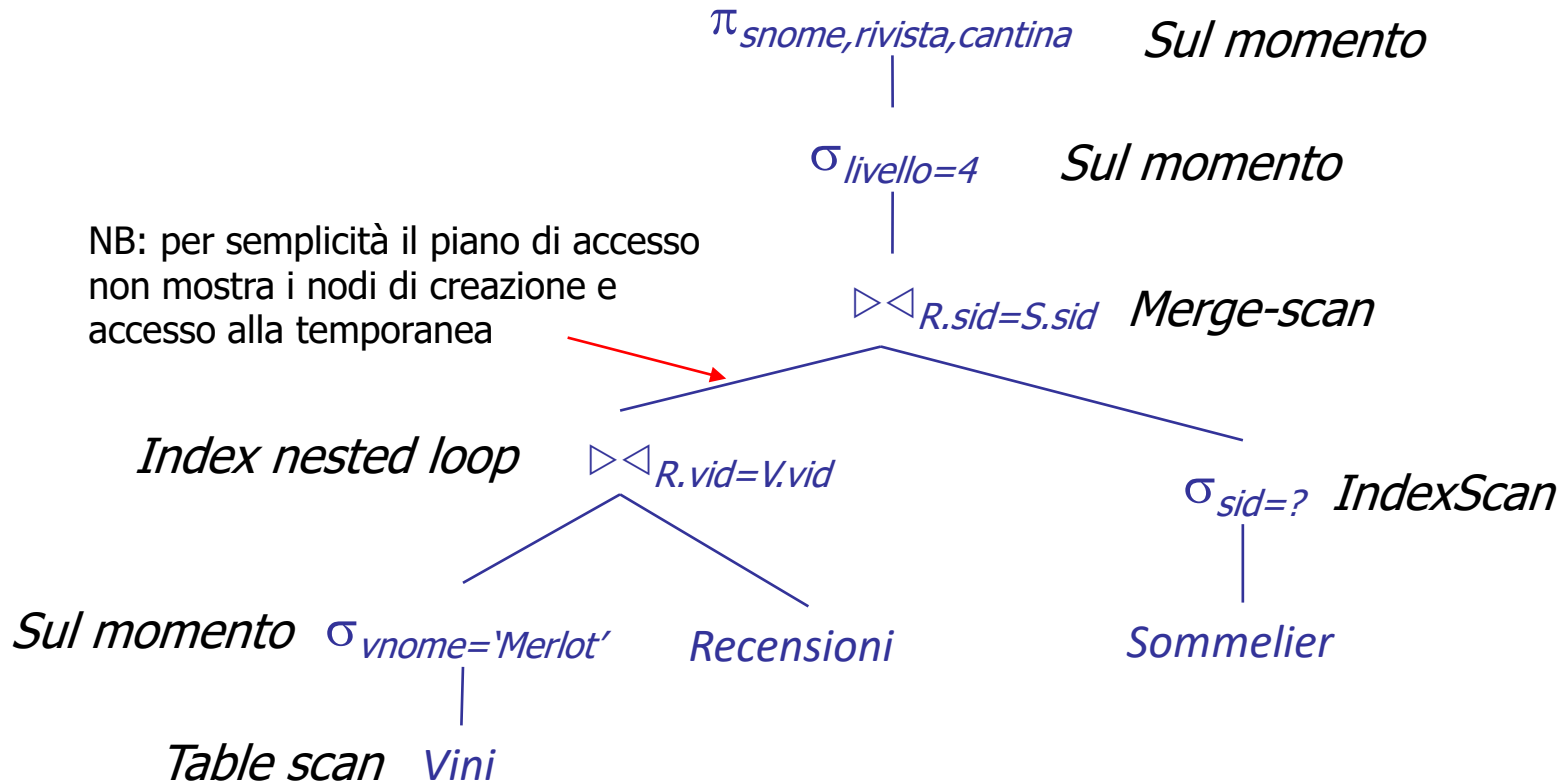 π snome,rivista,cantina Sul momento
σ livello=4 Sul momento
NB: per semplicità il piano di accesso
non mostra i nodi di creazione e
accesso alla temporanea
▷◁ R.sid=S.sid Merge-scan
Index nested loop ▷◁ R.vid=V.vid
σ sid=? IndexScan
Sul momento σ vnome=‘Merlot’ Recensioni Sommelier
Table scan Vini